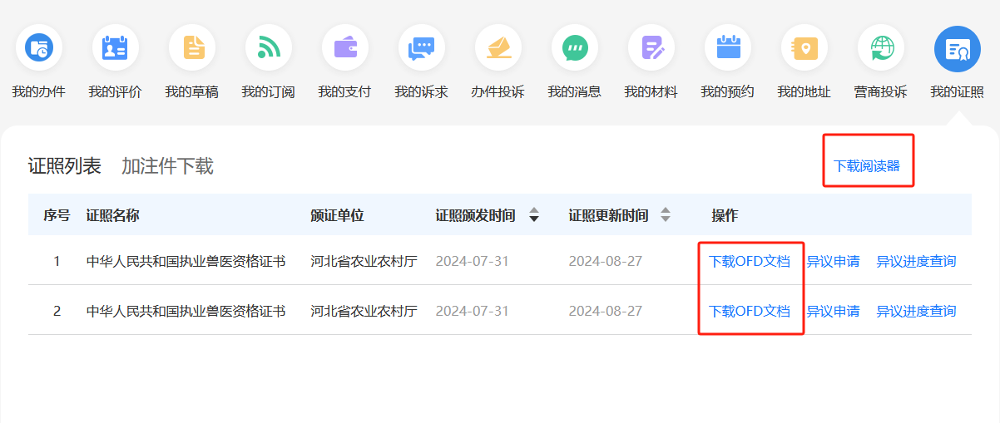 我的办件 我的评价 我的草稿 我的订阅 我的支付 我的诉求 办件投诉 我的消息 我的材料 我的预约 我的地址 营商投诉 我的证照
证照列表 加注件下载 下载阅读器
序号 证照名称 颁证单位 证照颁发时间 证照更新时间 操作
1 中华人民共和国执业兽医资格证书 河北省农业农村厅 2024-07-31 2024-08-27 下载OFD文档 异议申请 异议进度查询
2 中华人民共和国执业兽医资格证书 河北省农业农村厅 2024-07-31 2024-08-27 下载OFD文档 异议申请 异议进度查询